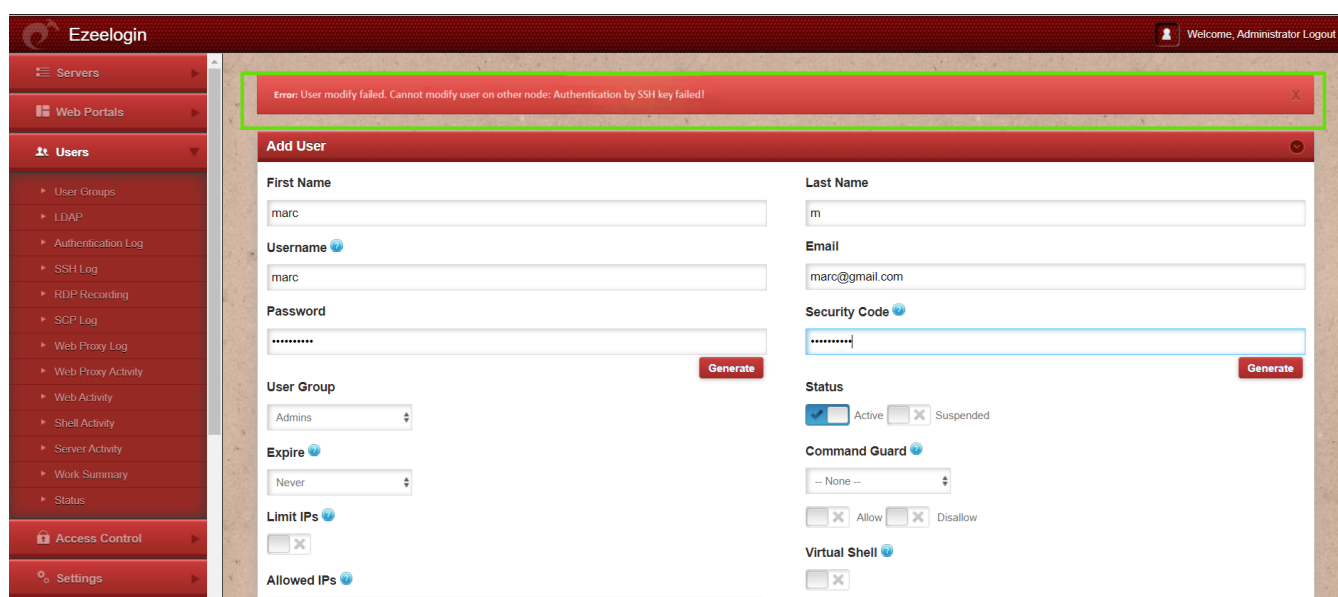 Ezeelogin
Welcome, Administrator Logout
Servers
Web Portals
Users
User Groups
LDAP
Authentication Log
SSH Log
RDP Recording
SCP Log
Web Proxy Log
Web Proxy Activity
Web Activity
Shell Activity
Server Activity
Work Summary
Status
Access Control
Settings
Error: User modify failed. Cannot modify user on other node: Authentication by SSH key failed!
X
Add User
First Name
marc
Last Name
m
Username
marc
Email
marc@gmail.com
Password
••••••••••
Generate
Security Code
••••••••••
Generate
User Group
Admins
Status
Active Suspended
Expire
Never
Command Guard
-- None --
Allow Disallow
Limit IPs
Virtual Shell
Allowed IPs